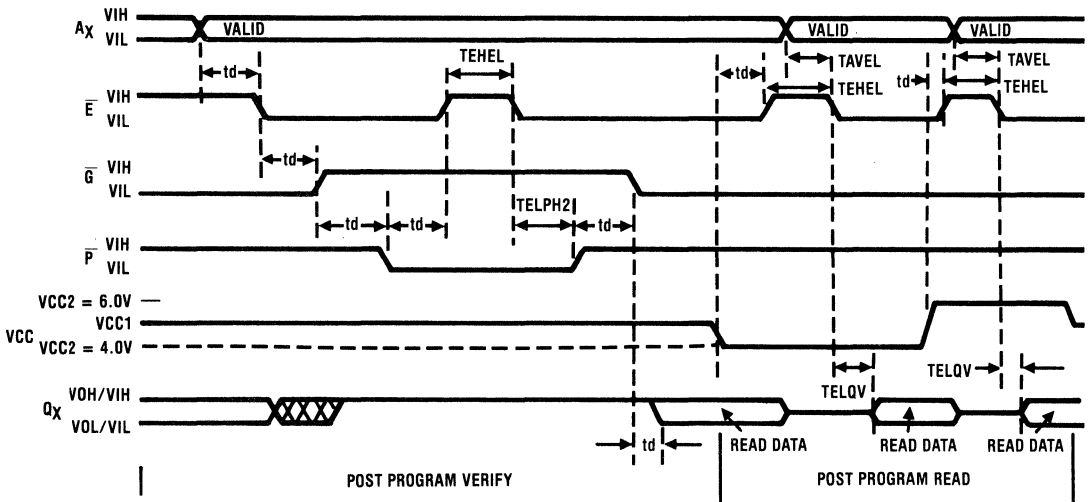 AX VIH
VIL
VALID VALID VALID
td TEHEL td TAVEL td TAVEL
TEHEL TEHEL
E VIH
VIL
td
G VIH
VIL
td td TELPH2 td
P VIH
VIL
VCC2 = 6.0V
VCC VCC1
VCC2 = 4.0V
TELQV TELQV
QX VOH/VIH
VOL/VIL
td READ DATA READ DATA READ DATA
POST PROGRAM VERIFY POST PROGRAM READ